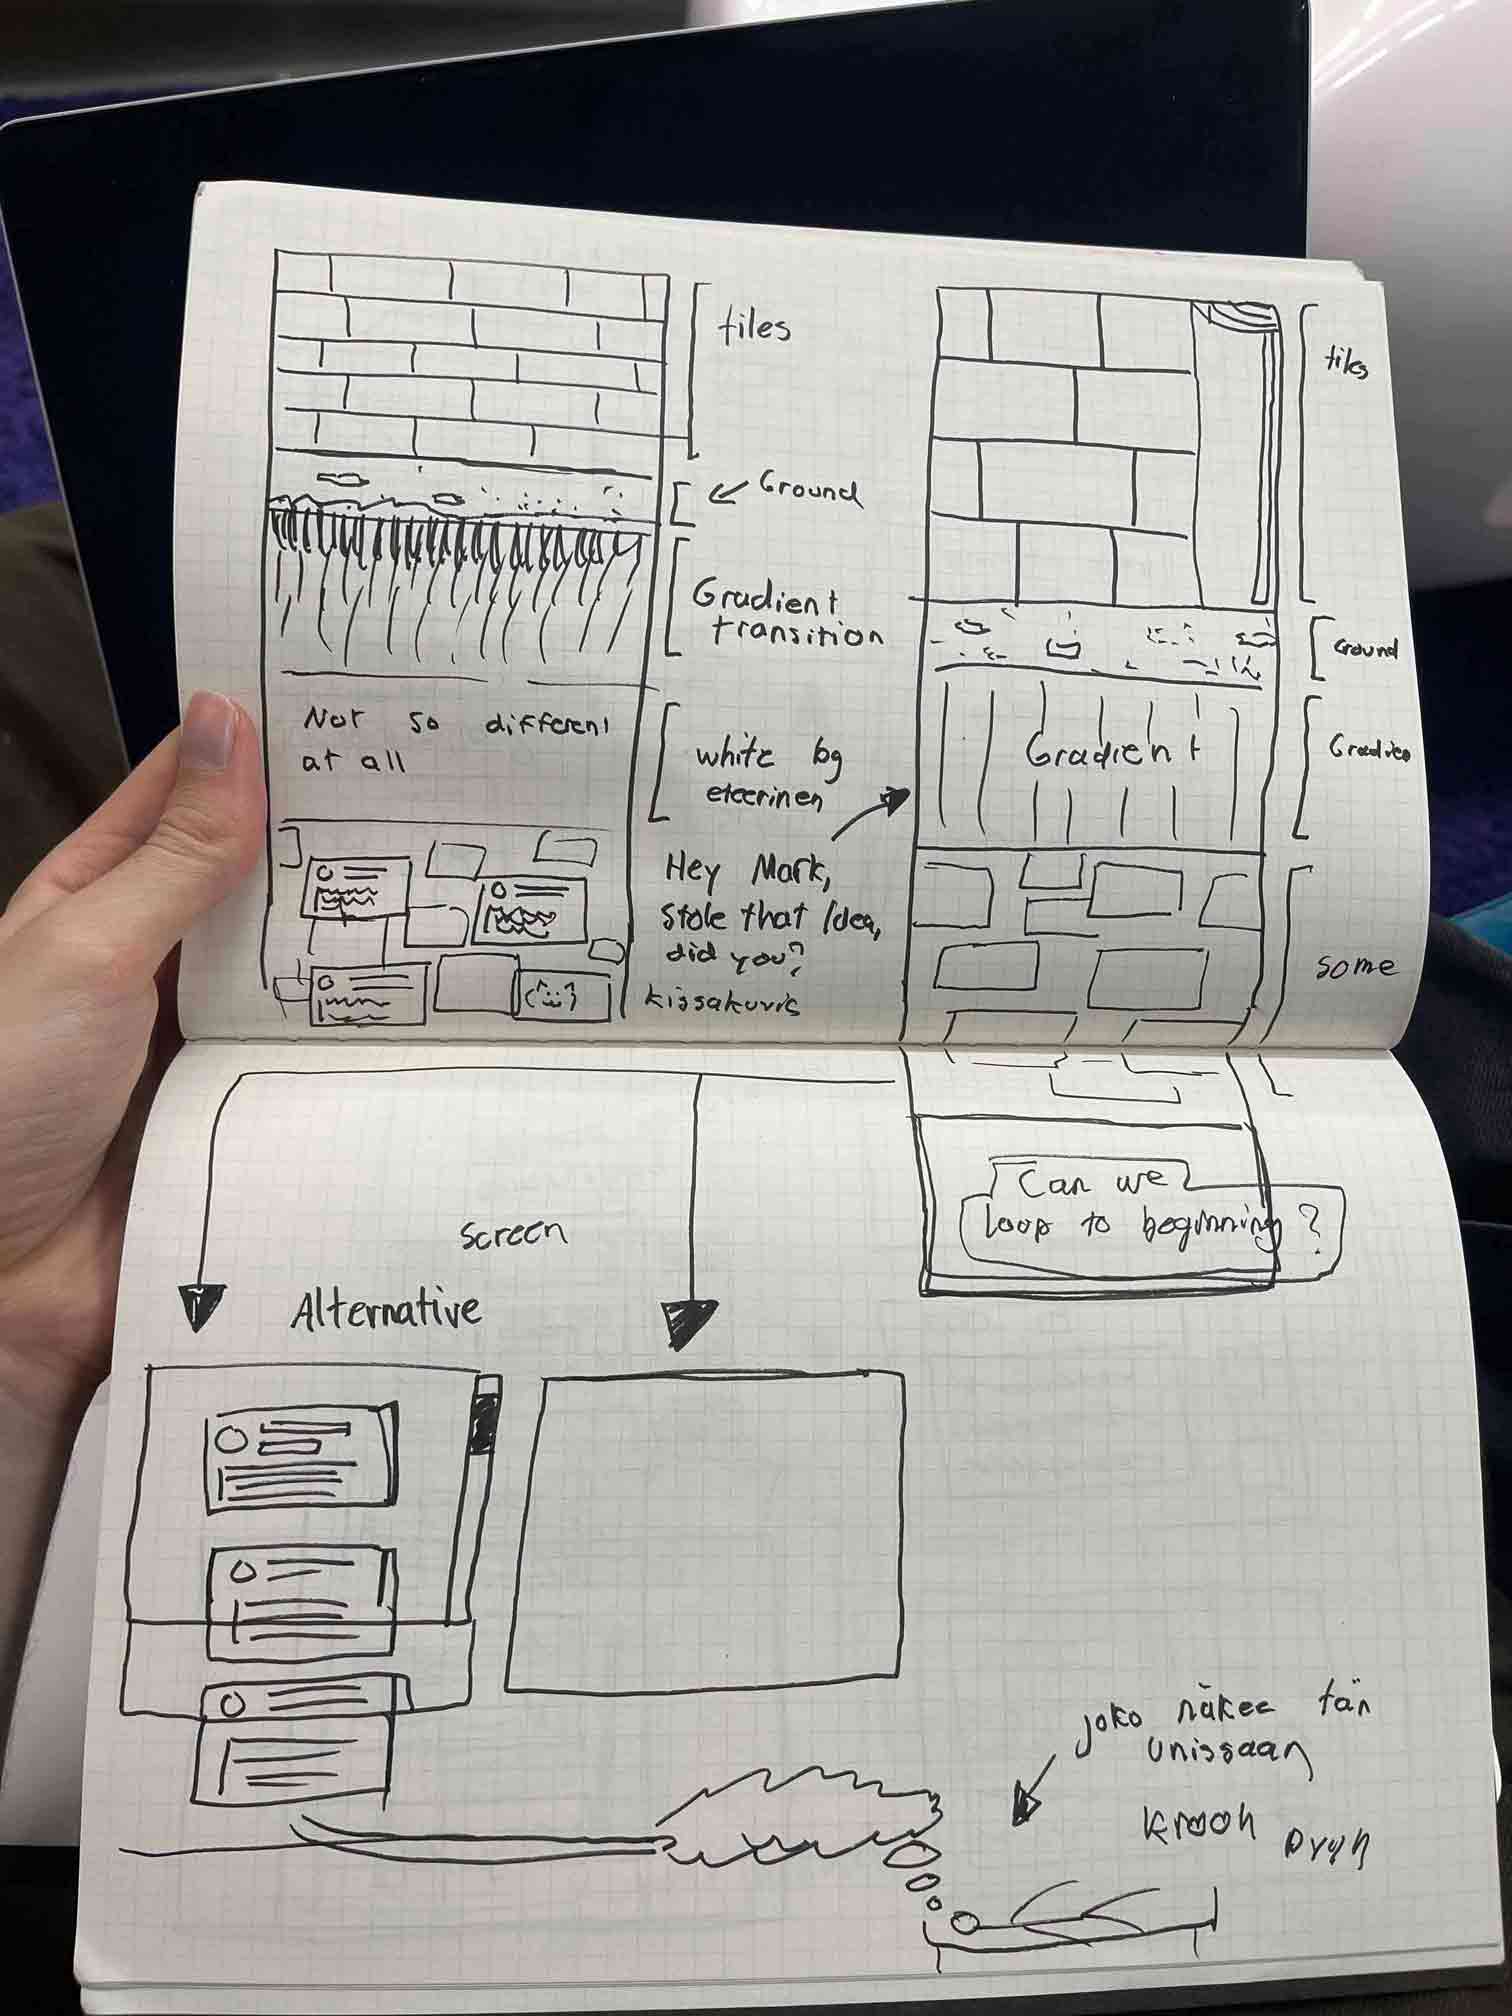 tiles
Ground
Gradient
transition
Not so different
at all
white bg
eteerinen
Hey Mark,
Stole that Idea,
did you?
kissakuvis
tiles
Ground
Gradient
Gradien
some
Can we
loop to beginning?
screen
Alternative
joko näkee tän
unissaan
krooh